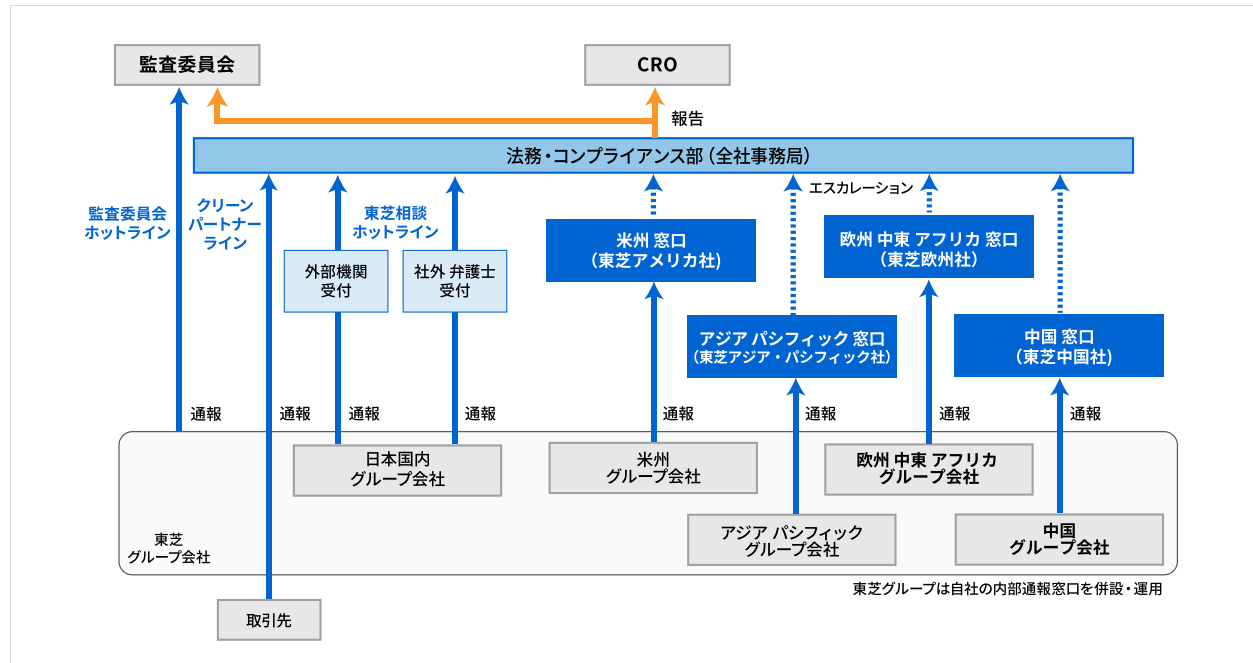 監査委員会
CRO
報告
法務・コンプライアンス部（全社事務局）
エスカレーション
監査委員会
ホットライン
クリーン
パートナー
ライン
東芝相談
ホットライン
外部機関
受付
社外 弁護士
受付
米州 窓口
（東芝アメリカ社)
欧州 中東 アフリカ 窓口
（東芝欧州社）
アジア パシフィック 窓口
（東芝アジア・パシフィック社）
中国 窓口
（東芝中国社)
通報
通報
通報
通報
通報
通報
通報
通報
日本国内
グループ会社
米州
グループ会社
欧州 中東 アフリカ
グループ会社
アジア パシフィック
グループ会社
中国
グループ会社
東芝
グループ会社
東芝グループは自社の内部通報窓口を併設・運用
取引先